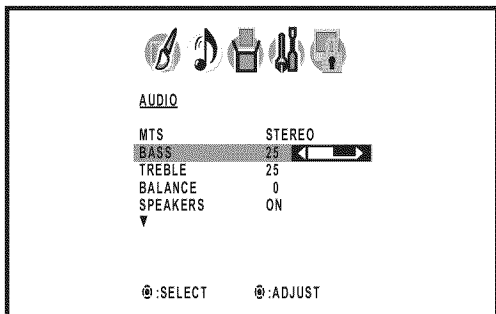 AUDIO
MTS STEREO
BASS 25
TREBLE 25
BALANCE 0
SPEAKERS ON
:SELECT :ADJUST